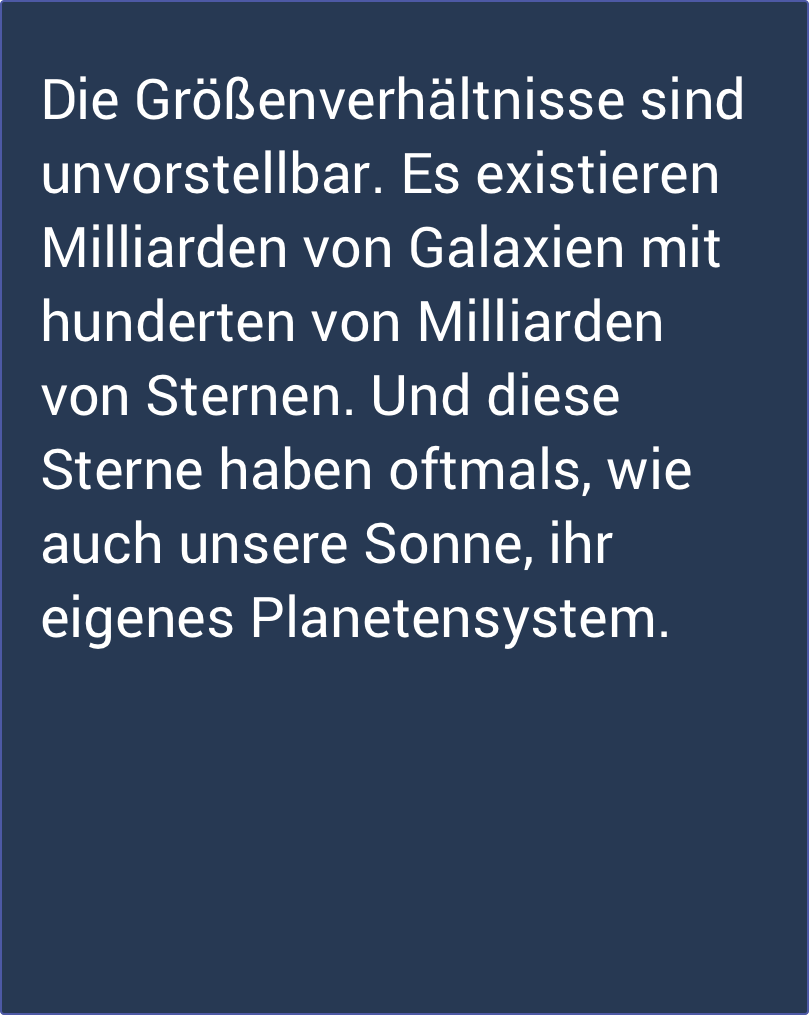 Die Größenverhältnisse sind
unvorstellbar. Es existieren
Milliarden von Galaxien mit
hunderten von Milliarden
von Sternen. Und diese
Sterne haben oftmals, wie
auch unsere Sonne, ihr
eigenes Planetensystem.